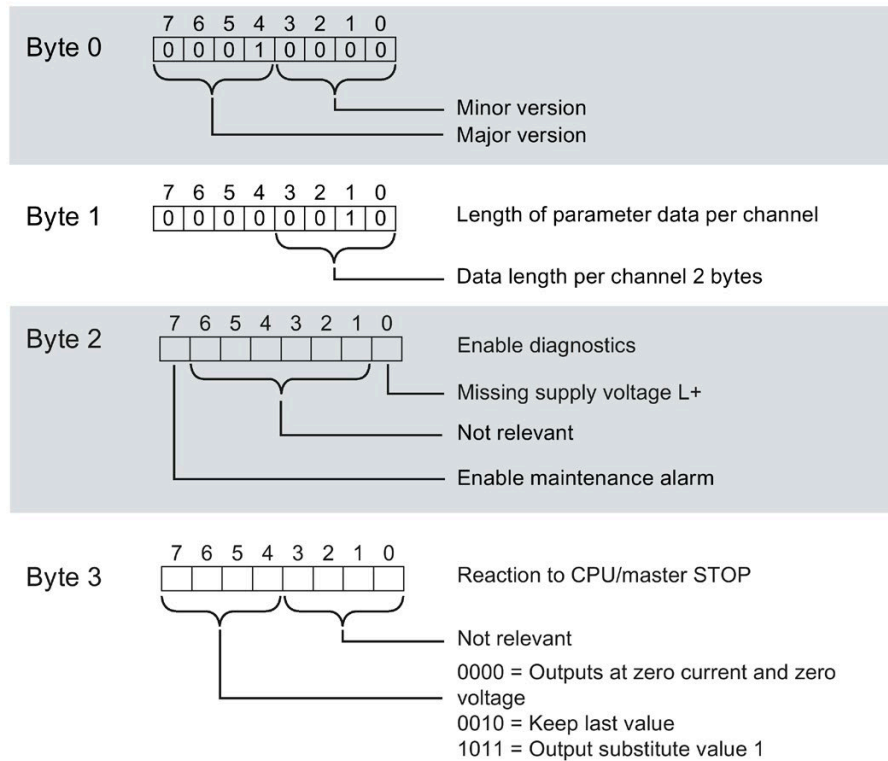 7 6 5 4 3 2 1 0
Byte 0
0 0 0 1 0 0 0 0
Minor version
Major version
7 6 5 4 3 2 1 0
Byte 1
0 0 0 0 0 0 1 0
Length of parameter data per channel
Data length per channel 2 bytes
7 6 5 4 3 2 1 0
Byte 2
Enable diagnostics
Missing supply voltage L+
Not relevant
Enable maintenance alarm
7 6 5 4 3 2 1 0
Byte 3
Reaction to CPU/master STOP
Not relevant
0000 = Outputs at zero current and zero
voltage
0010 = Keep last value
1011 = Output substitute value 1